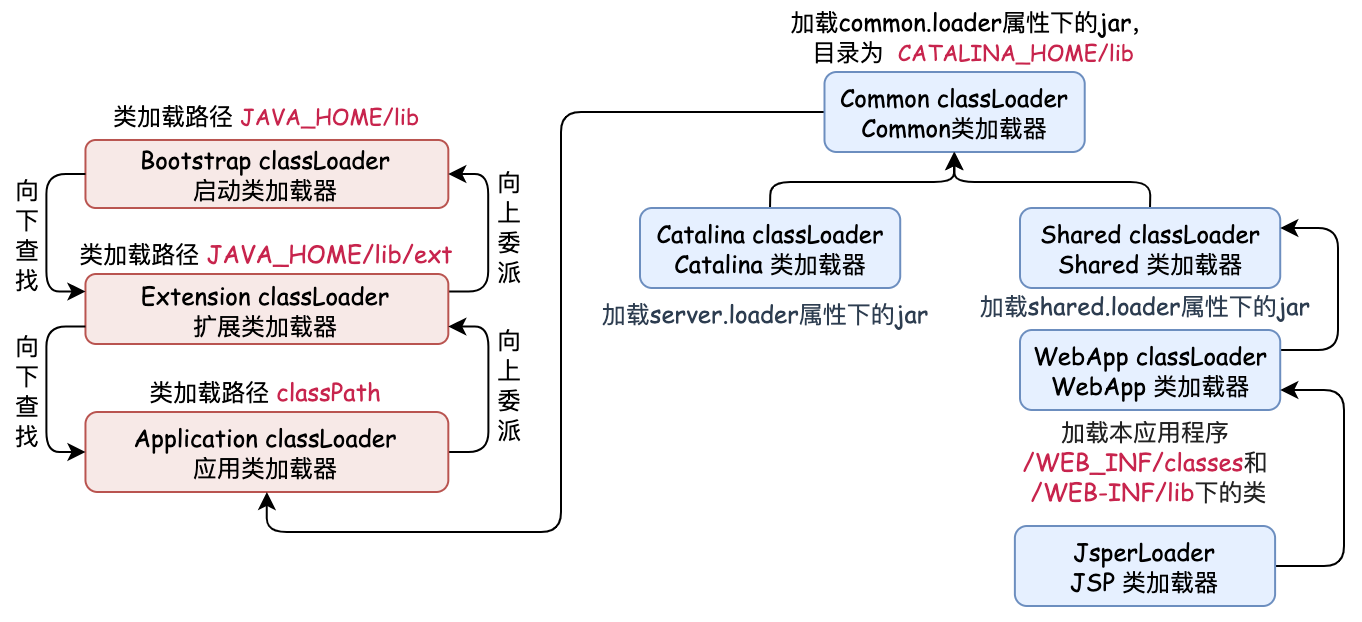 类加载路径 JAVA_HOME/lib
Bootstrap classLoader
启动类加载器
向下查找
向上委派
类加载路径 JAVA_HOME/lib/ext
Extension classLoader
扩展类加载器
向下查找
向上委派
类加载路径 classPath
Application classLoader
应用类加载器
加载common.loader属性下的jar,
目录为 CATALINA_HOME/lib
Common classLoader
Common类加载器
Catalina classLoader
Catalina 类加载器
加载server.loader属性下的jar
Shared classLoader
Shared 类加载器
加载shared.loader属性下的jar
WebApp classLoader
WebApp 类加载器
加载本应用程序
/WEB_INF/classes和
/WEB-INF/lib下的类
JsperLoader
JSP 类加载器